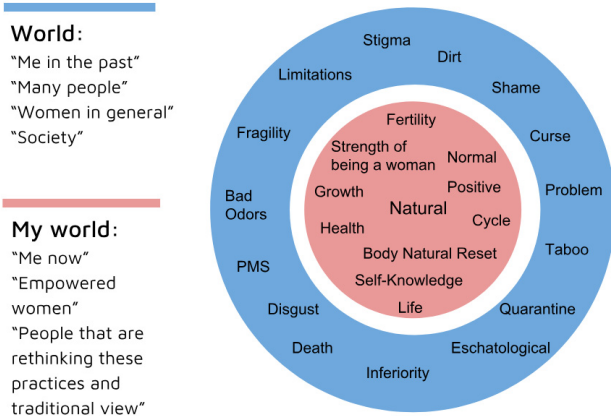 World:
“Me in the past”
“Many people”
“Women in general”
“Society”
My world:
“Me now”
“Empowered
women”
“People that are
rethinking these
practices and
traditional view”
Stigma
Dirt
Limitations
Shame
Fragility
Curse
Bad
Odors
Problem
PMS
Taboo
Disgust
Quarantine
Death
Eschatological
Inferiority
Fertility
Strength of
being a woman
Normal
Growth
Positive
Natural
Health
Cycle
Body Natural Reset
Self-Knowledge
Life